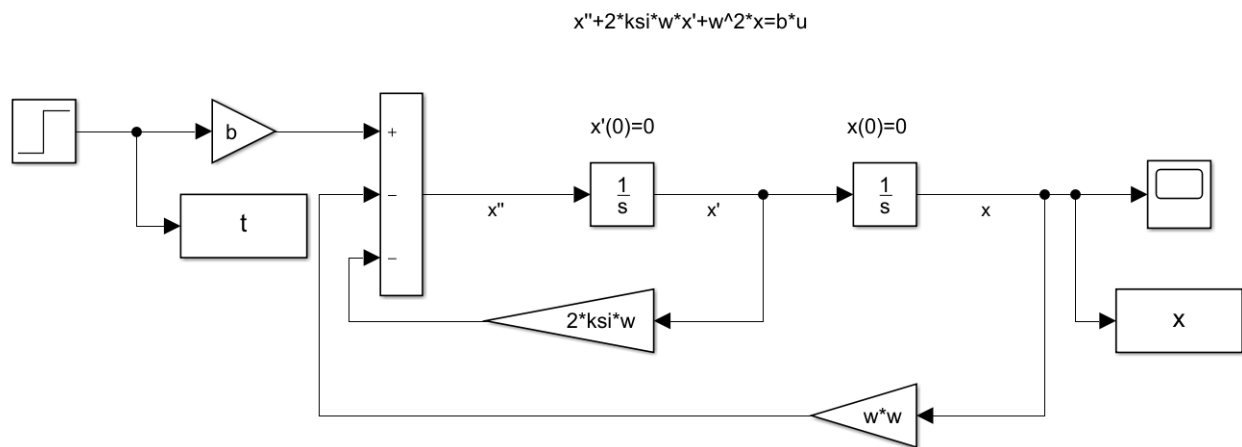 x''+2*ksi*w*x'+w^2*x=b*u
x'(0)=0
x(0)=0
b
+
−
−
x''
1
s
x'
1
s
x
t
2*ksi*w
x
w*w